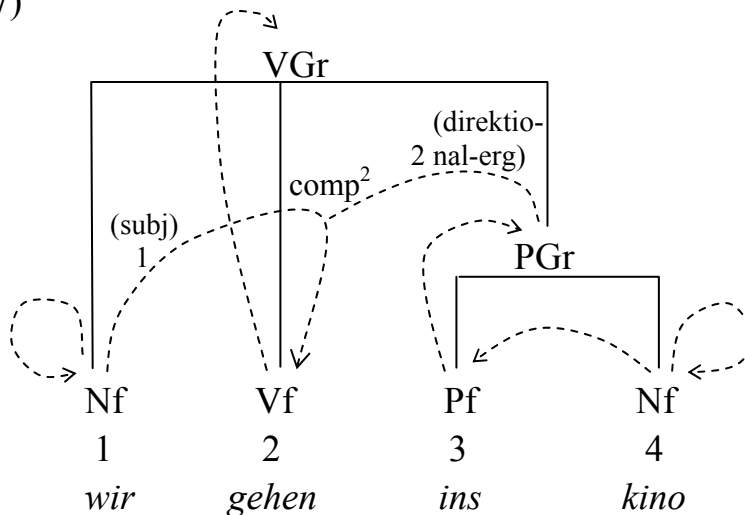 VGr
(direktio-
2 nal-erg)
comp²
(subj)
1
PGr
Nf Vf Pf Nf
1 2 3 4
wir gehen ins kino